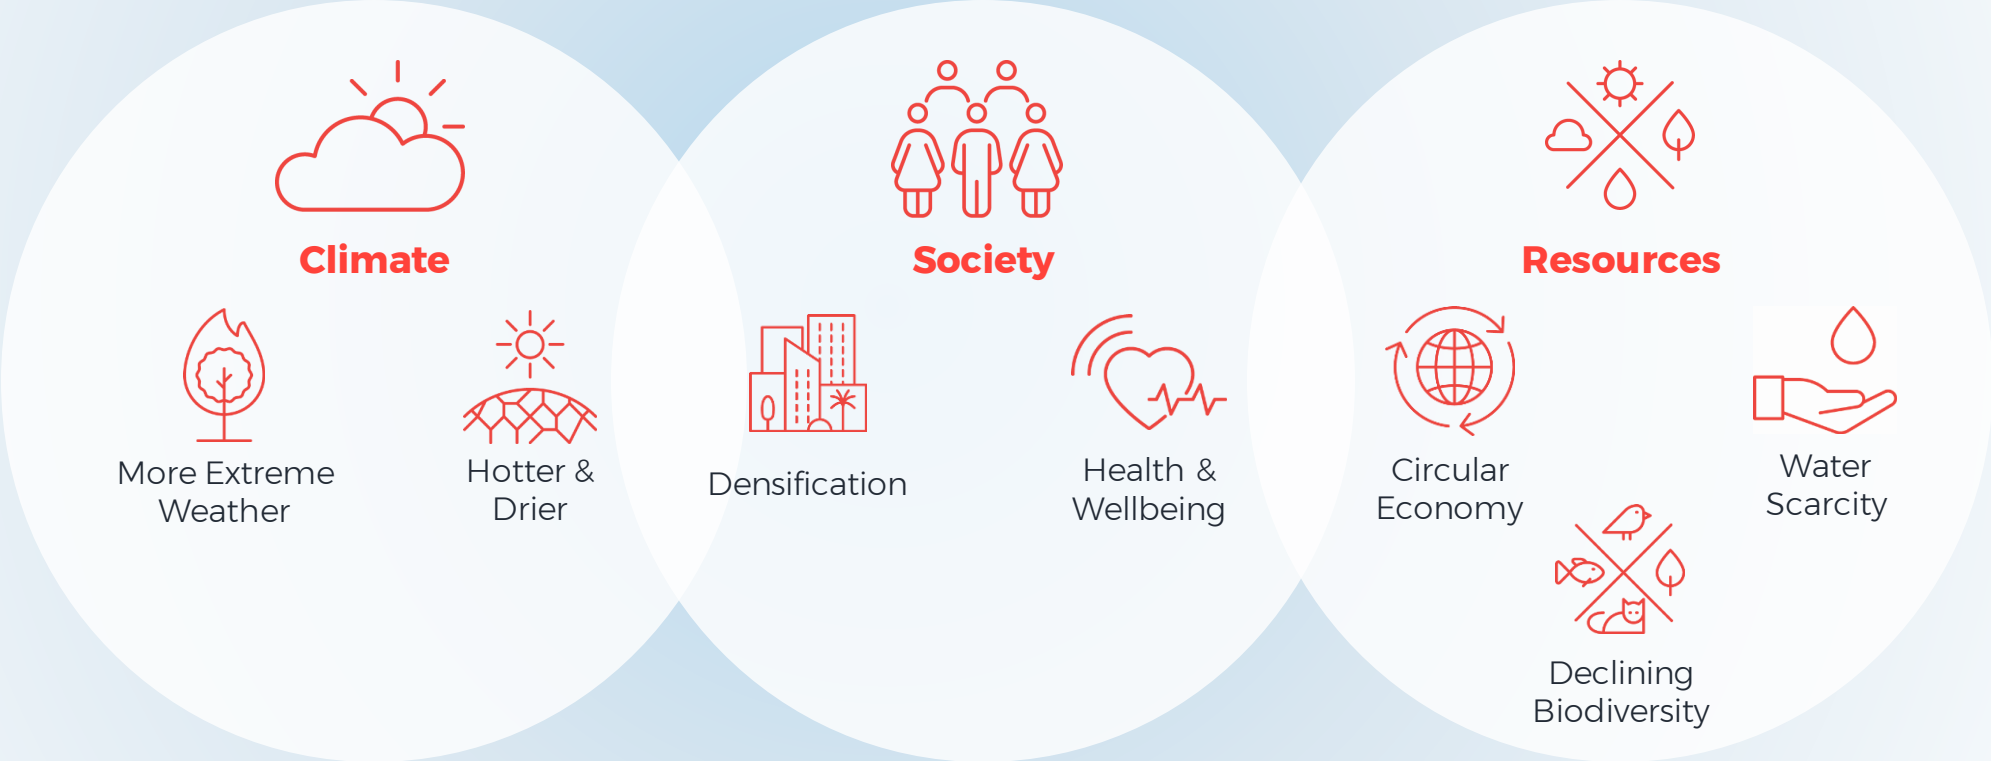 Climate
More Extreme
Weather
Hotter &
Drier
Society
Densification
Health &
Wellbeing
Resources
Circular
Economy
Water
Scarcity
Declining
Biodiversity